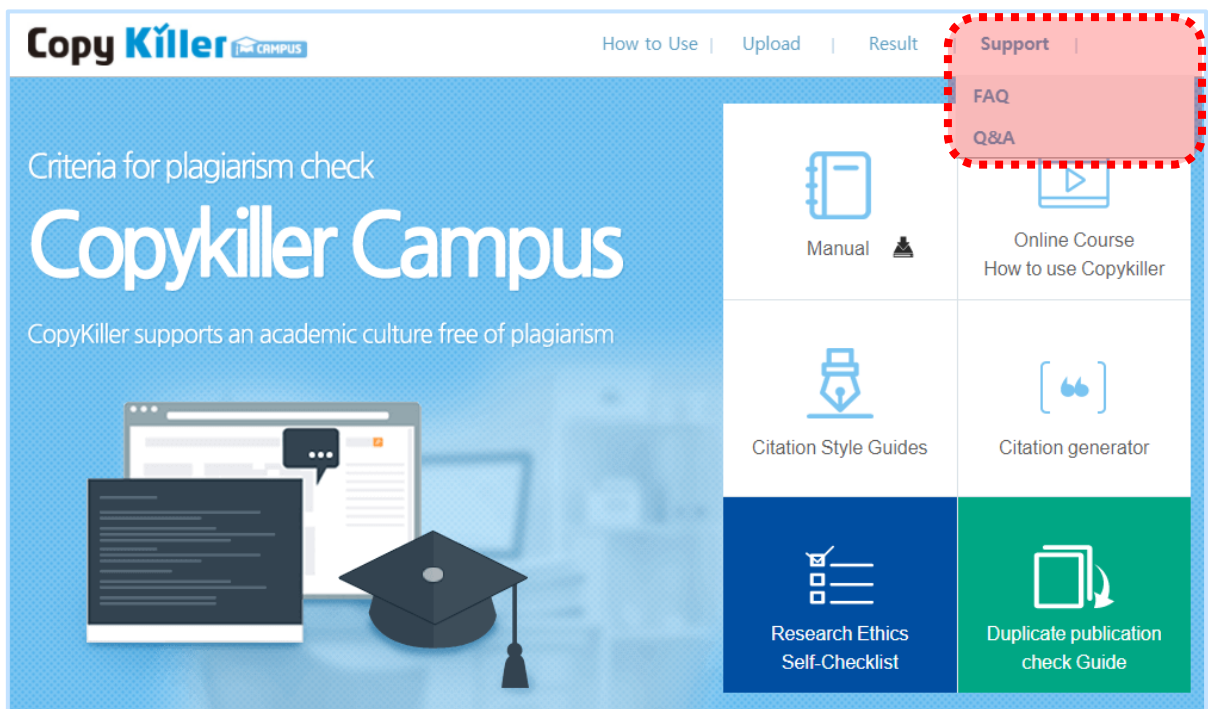 Copy Killer CAMPUS
How to Use | Upload | Result | Support |
FAQ
Q&A
Criteria for plagiarism check
Copykiller Campus
CopyKiller supports an academic culture free of plagiarism
Manual
Online Course
How to use Copykiller
Citation Style Guides
Citation generator
Research Ethics
Self-Checklist
Duplicate publication
check Guide